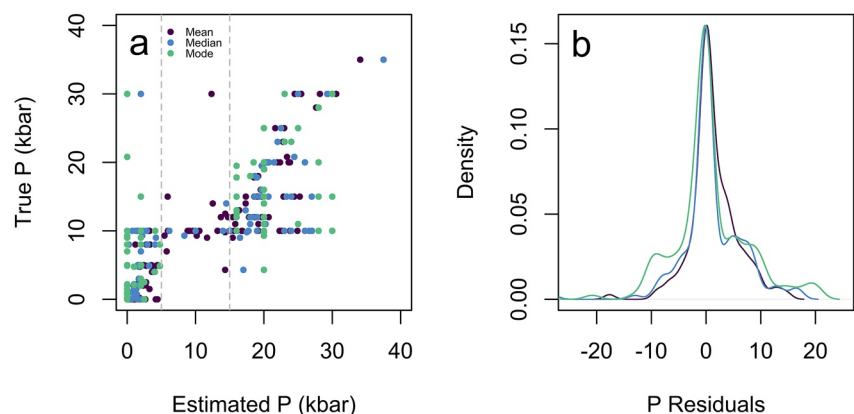 a
Mean
Median
Mode
40
30
20
10
0
True P (kbar)
0 10 20 30 40
Estimated P (kbar)
b
0.15
0.10
0.05
0.00
Density
-20 -10 0 10 20
P Residuals